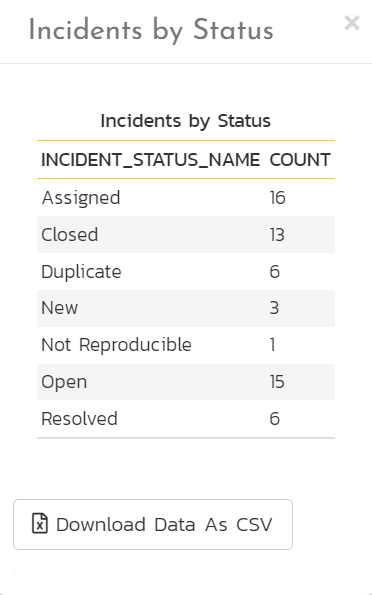 Incidents by Status
×
Incidents by Status
INCIDENT_STATUS_NAME COUNT
Assigned 16
Closed 13
Duplicate 6
New 3
Not Reproducible 1
Open 15
Resolved 6
Download Data As CSV